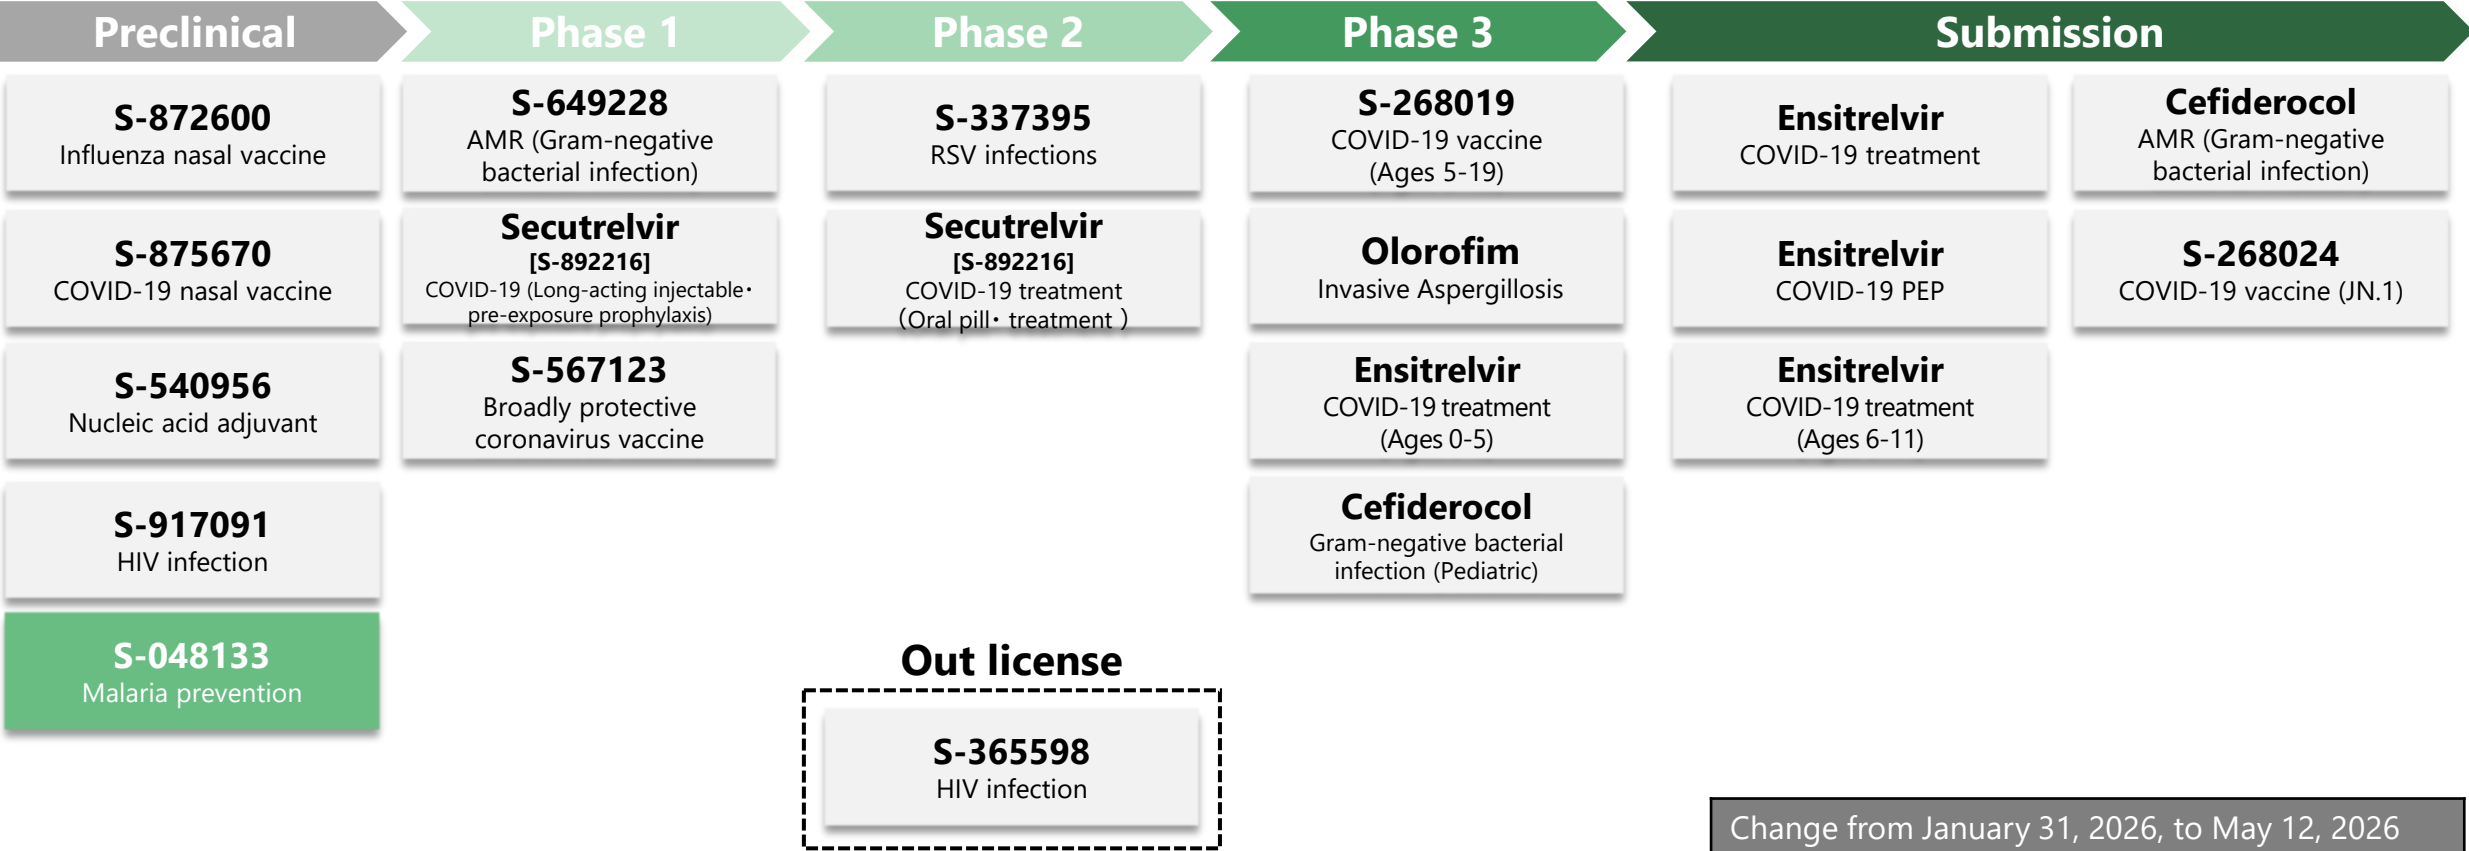 Preclinical
Phase 1
Phase 2
Phase 3
Submission
S-872600
Influenza nasal vaccine
S-875670
COVID-19 nasal vaccine
S-540956
Nucleic acid adjuvant
S-917091
HIV infection
S-048133
Malaria prevention
S-649228
AMR (Gram-negative
bacterial infection)
Secutrelvir
[S-892216]
COVID-19 (Long-acting injectable・
pre-exposure prophylaxis)
S-567123
Broadly protective
coronavirus vaccine
S-337395
RSV infections
Secutrelvir
[S-892216]
COVID-19 treatment
（Oral pill・ treatment ）
Out license
S-365598
HIV infection
S-268019
COVID-19 vaccine
(Ages 5-19)
Olorofim
Invasive Aspergillosis
Ensitrelvir
COVID-19 treatment
(Ages 0-5)
Cefiderocol
Gram-negative bacterial
infection (Pediatric)
Ensitrelvir
COVID-19 treatment
Ensitrelvir
COVID-19 PEP
Ensitrelvir
COVID-19 treatment
(Ages 6-11)
Cefiderocol
AMR (Gram-negative
bacterial infection)
S-268024
COVID-19 vaccine (JN.1)
Change from January 31, 2026, to May 12, 2026